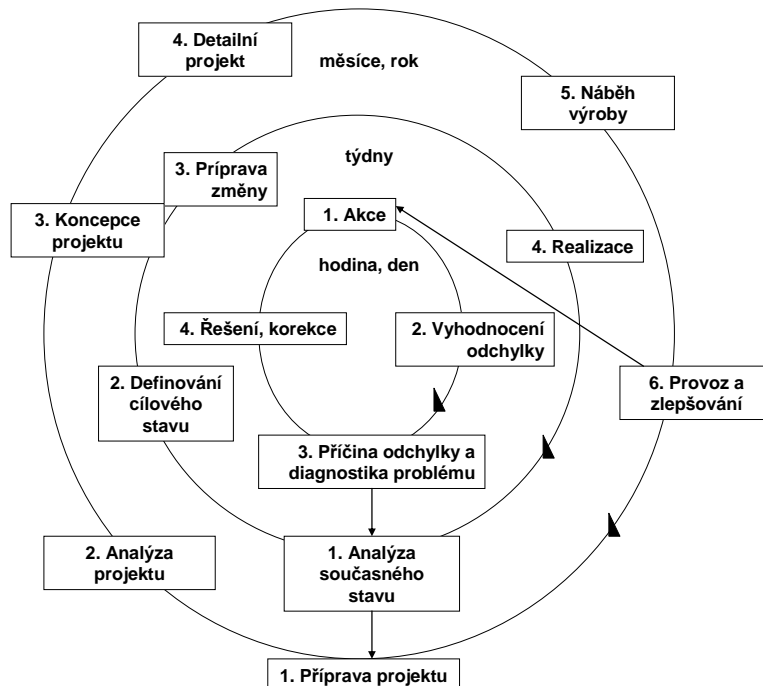 4. Detailní
projekt
měsíce, rok
5. Náběh
výroby
týdny
3. Príprava
změny
1. Akce
3. Koncepce
projektu
4. Realizace
hodina, den
4. Řešení, korekce
2. Vyhodnocení
odchylky
2. Definování
cílového
stavu
6. Provoz a
zlepšování
3. Příčina odchylky a
diagnostika problému
2. Analýza
projektu
1. Analýza
současného
stavu
1. Příprava projektu